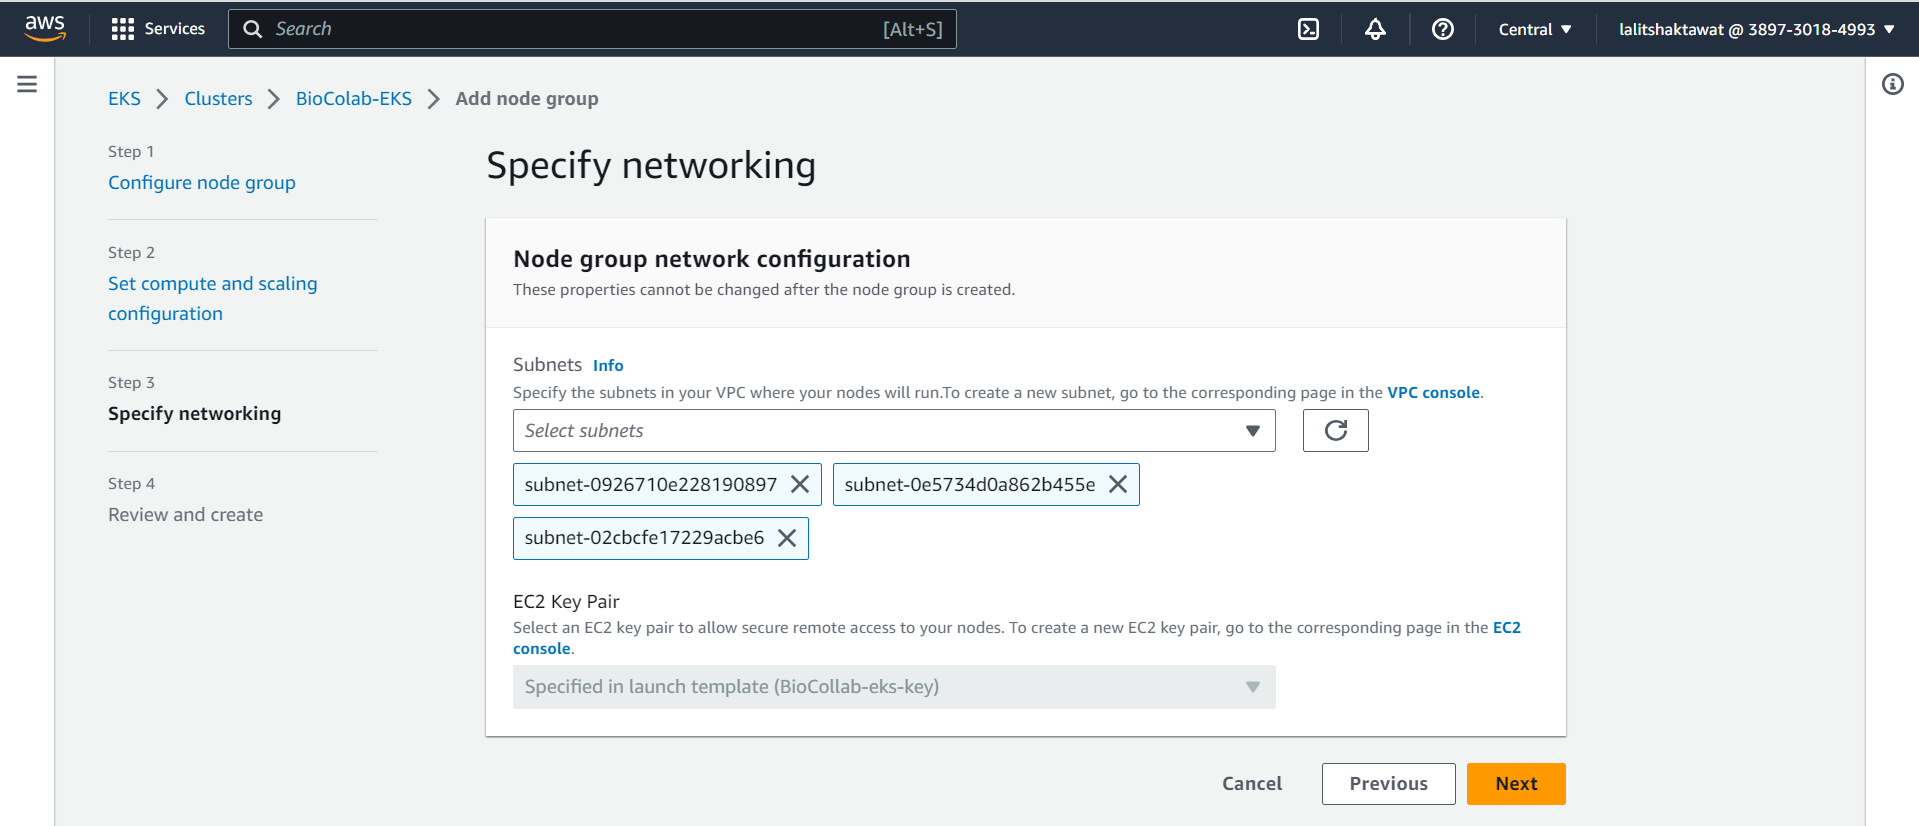 aws
Services
Search
[Alt+S]
Central
lalitshaktawat @ 3897-3018-4993
EKS
Clusters
BioColab-EKS
Add node group
Step 1
Configure node group
Step 2
Set compute and scaling
configuration
Step 3
Specify networking
Step 4
Review and create
Specify networking
Node group network configuration
These properties cannot be changed after the node group is created.
Subnets Info
Specify the subnets in your VPC where your nodes will run.To create a new subnet, go to the corresponding page in the VPC console.
Select subnets
subnet-0926710e228190897
subnet-0e5734d0a862b455e
subnet-02cbcfe17229acbe6
EC2 Key Pair
Select an EC2 key pair to allow secure remote access to your nodes. To create a new EC2 key pair, go to the corresponding page in the EC2
console.
Specified in launch template (BioCollab-eks-key)
Cancel
Previous
Next